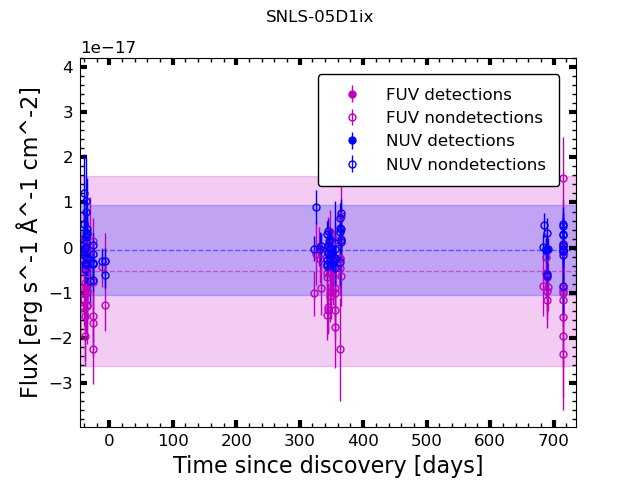 SNLS-05D1ix
1e−17
4
3
2
1
0
−1
−2
−3
FUV detections
FUV nondetections
NUV detections
NUV nondetections
0 100 200 300 400 500 600 700
Time since discovery [days]
Flux [erg s^-1 Å^-1 cm^-2]